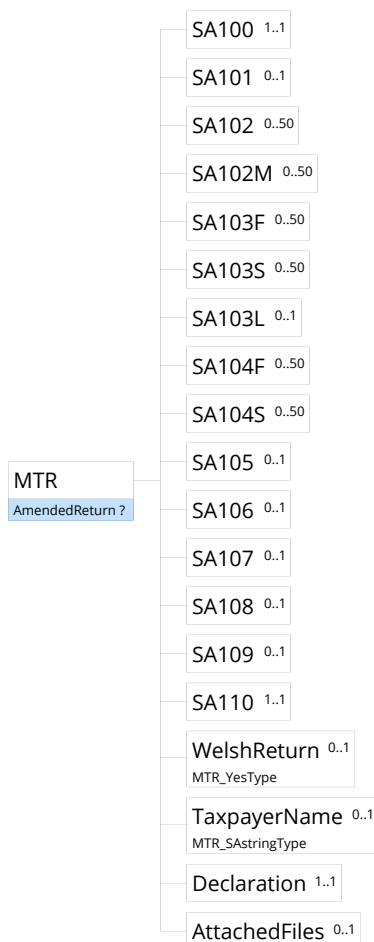 SA100 1..1
SA101 0..1
SA102 0..50
SA102M 0..50
SA103F 0..50
SA103S 0..50
SA103L 0..1
SA104F 0..50
SA104S 0..50
SA105 0..1
MTR
AmendedReturn ?
SA106 0..1
SA107 0..1
SA108 0..1
SA109 0..1
SA110 1..1
WelshReturn 0..1
MTR_YesType
TaxpayerName 0..1
MTR_SAstringType
Declaration 1..1
AttachedFiles 0..1